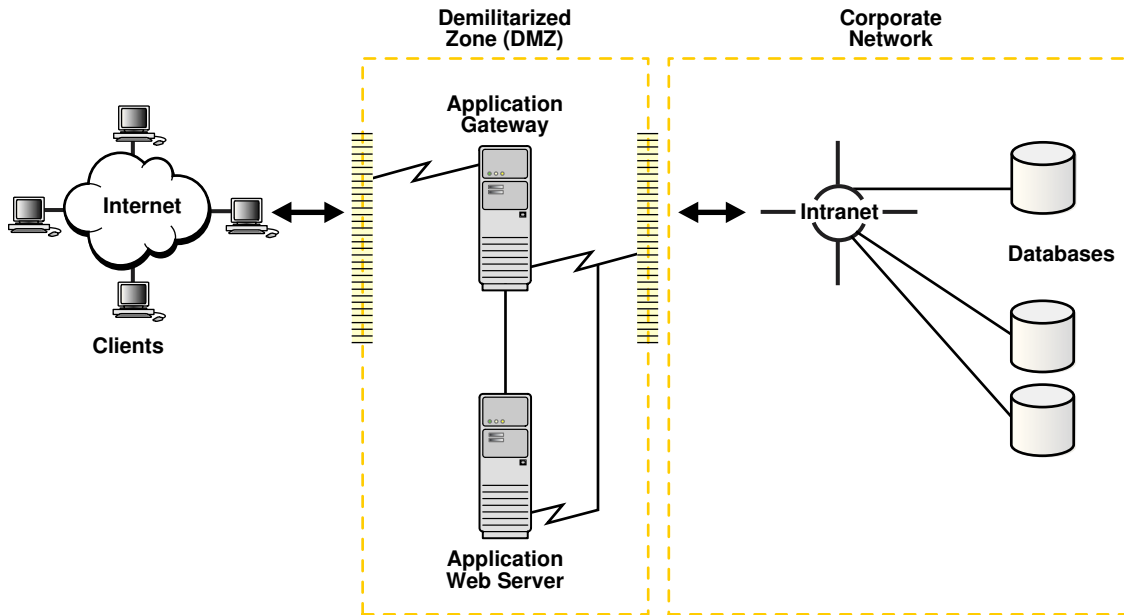 Demilitarized
Zone (DMZ)
Corporate
Network
Application
Gateway
Internet
Intranet
Databases
Clients
Application
Web Server